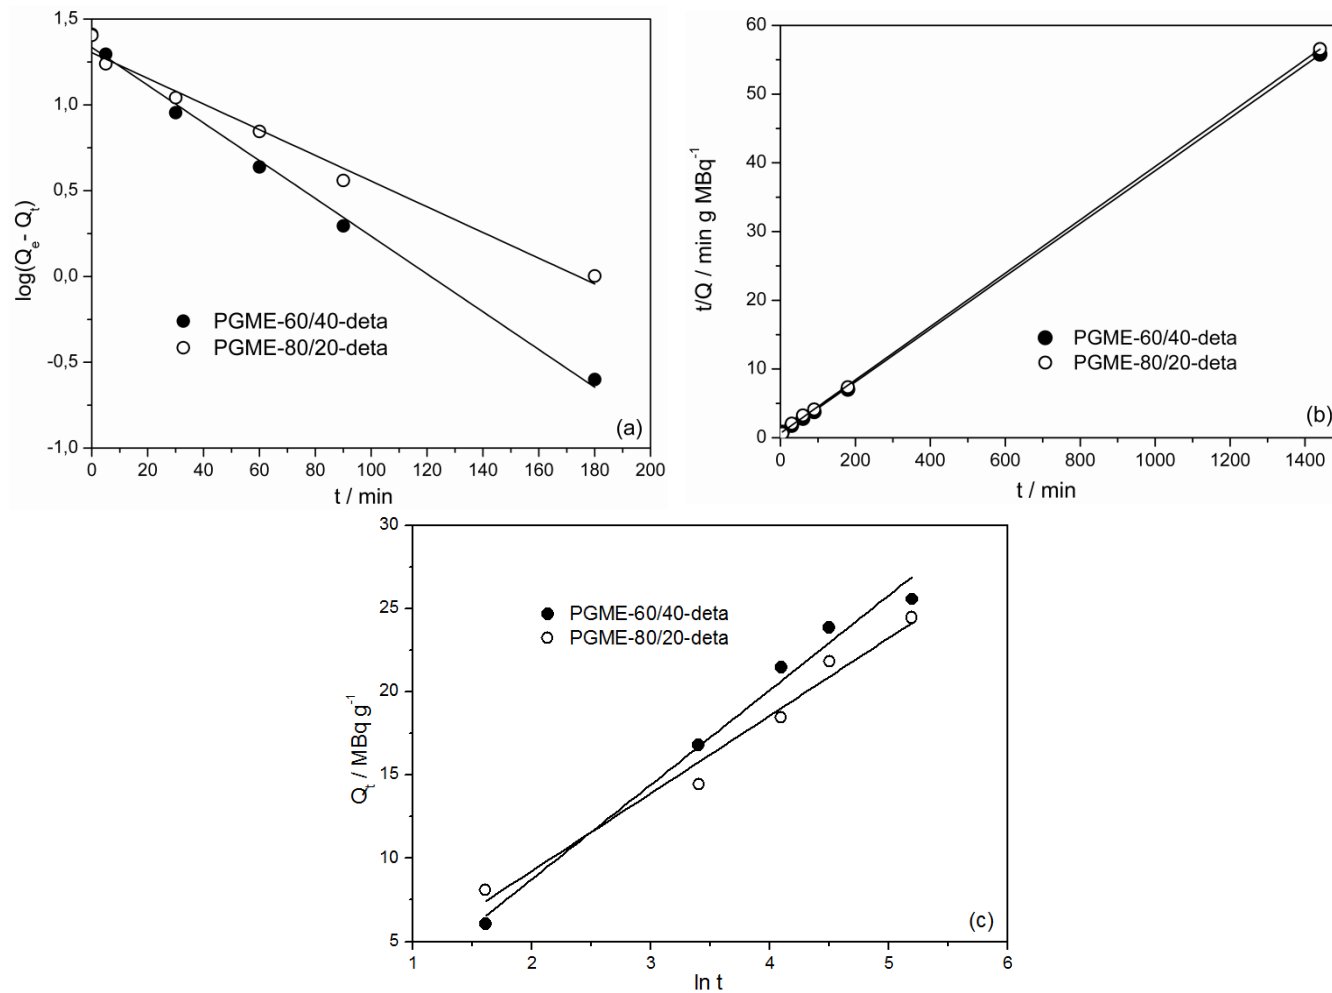 1,5
1,0
0,5
0,0
-0,5
-1,0
log(Qe - Qt)
PGME-60/40-deta
PGME-80/20-deta
(a)
0 20 40 60 80 100 120 140 160 180 200
t / min
60
50
40
30
20
10
0
t/Q / min g MBq-1
PGME-60/40-deta
PGME-80/20-deta
(b)
0 200 400 600 800 1000 1200 1400
t / min
30
25
20
15
10
5
Qt / MBq g-1
PGME-60/40-deta
PGME-80/20-deta
(c)
1 2 3 4 5 6
ln t